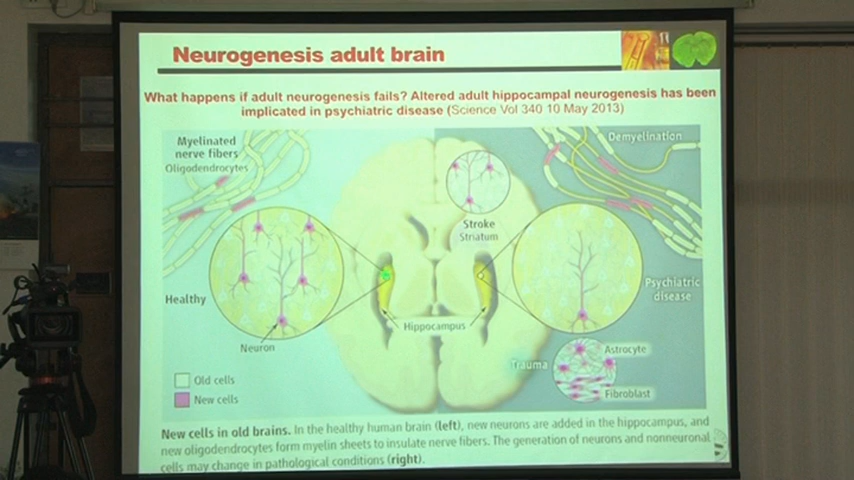 Neurogenesis adult brain
What happens if adult neurogenesis fails? Altered adult hippocampal neurogenesis has been
implicated in psychiatric disease (Science Vol 340 10 May 2013)
Myelinated
nerve fibers
Oligodendrocytes
Demyelination
Stroke
Striatum
Healthy
Psychiatric
disease
Hippocampus
Neuron
Trauma
Astrocyte
Fibroblast
Old cells
New cells
New cells in old brains. In the healthy human brain (left), new neurons are added in the hippocampus, and
new oligodendrocytes form myelin sheets to insulate nerve fibers. The generation of neurons and nonneuronal
cells may change in pathological conditions (right).